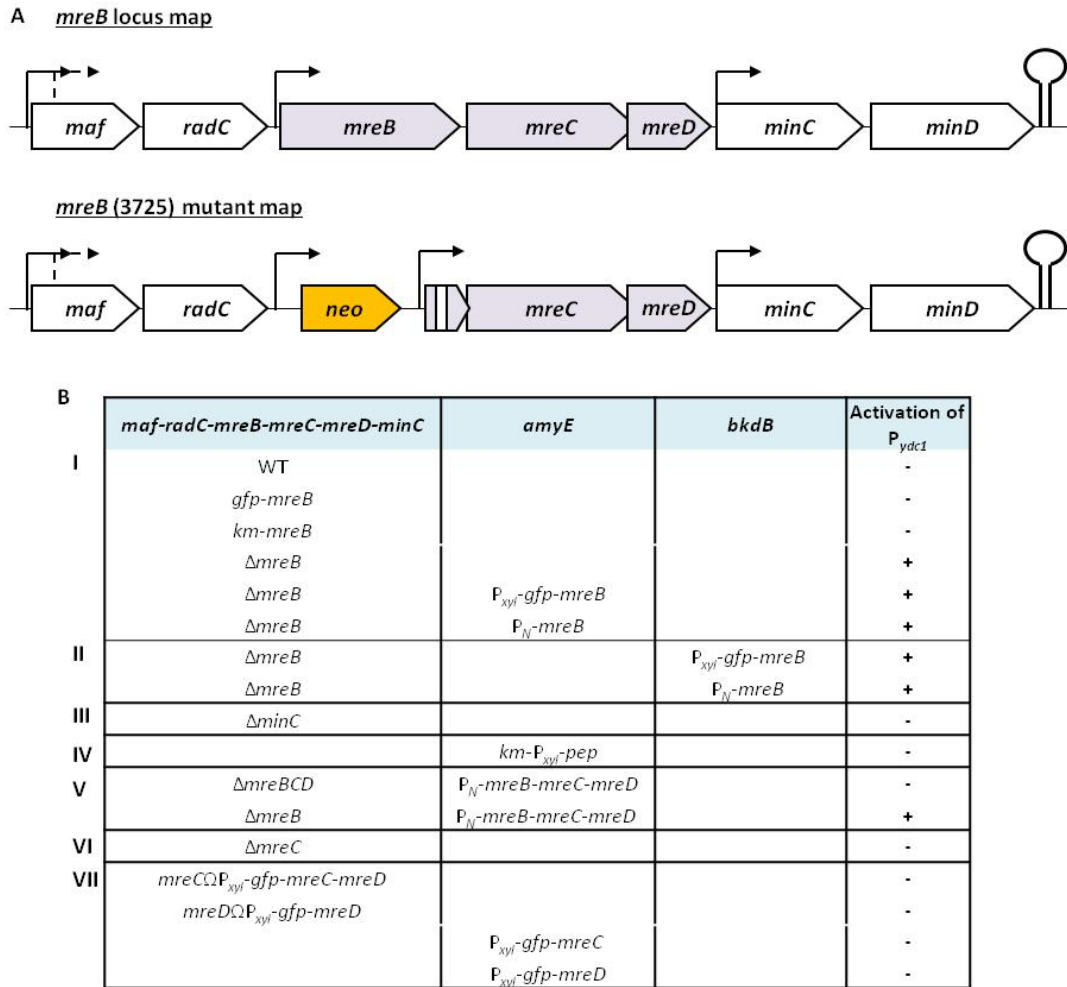 A mreB locus map
maf radC mreB mreC mreD minC minD
mreB (3725) mutant map
maf radC neo mreC mreD minC minD
B
maf-radC-mreB-mreC-mreD-minC amyE bkdB Activation of
Pydc1
I WT -
gfp-mreB -
km-mreB -
ΔmreB +
ΔmreB Pxyl-gfp-mreB +
ΔmreB PN-mreB +
II ΔmreB Pxyl-gfp-mreB +
ΔmreB PN-mreB +
III ΔminC -
IV km-Pxyl-pep -
V ΔmreBCD PN-mreB-mreC-mreD -
ΔmreB PN-mreB-mreC-mreD +
VI ΔmreC -
VII mreCΩPxyl-gfp-mreC-mreD -
mreDΩPxyl-gfp-mreD -
Pxyl-gfp-mreC -
Pxyl-gfp-mreD -